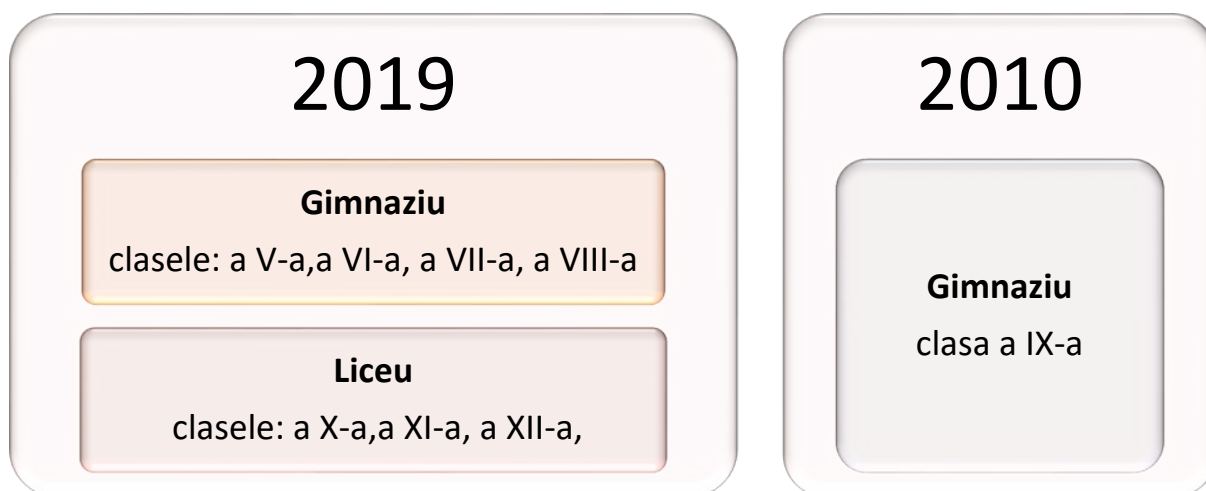 2019
Gimnaziu
clasele: a V-a,a VI-a, a VII-a, a VIII-a
Liceu
clasele: a X-a,a XI-a, a XII-a,
2010
Gimnaziu
clasa a IX-a